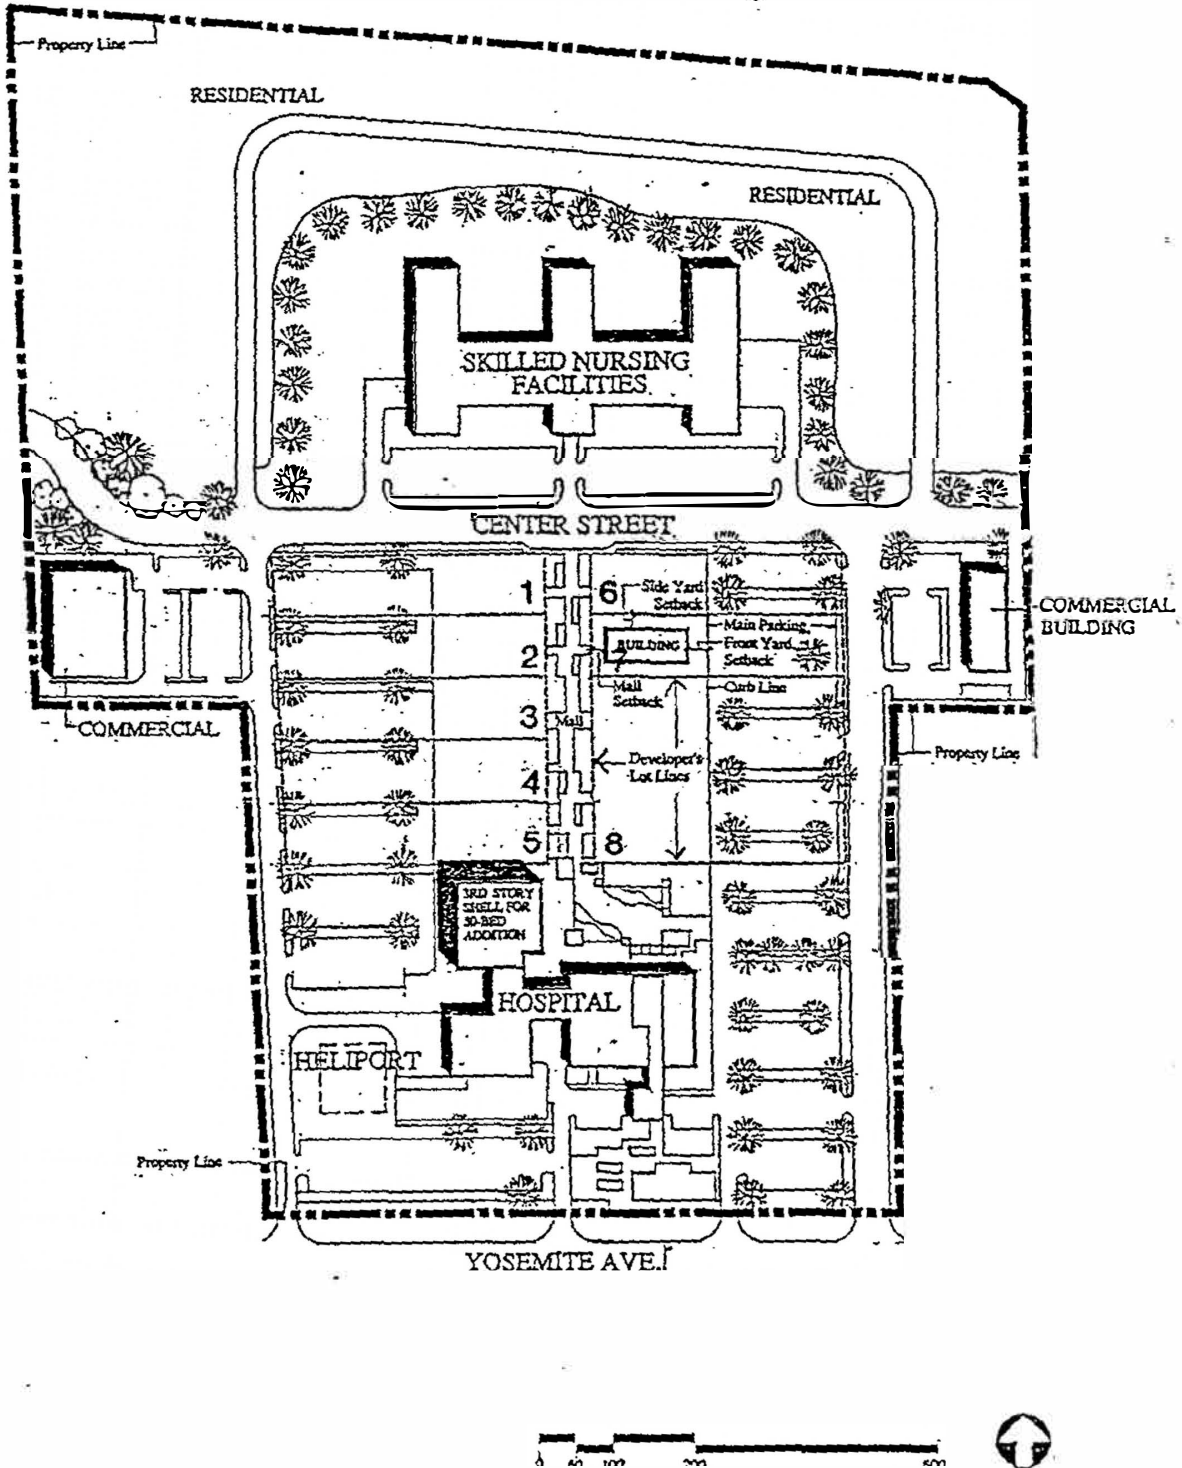 Property Line
RESIDENTIAL
RESIDENTIAL
SKILLED NURSING
FACILITIES
CENTER STREET
1
6
Side Yard
Setback
Main Parking
BUILDING
Front Yard
Setback
2
Mall
Setback
Curb Line
COMMERCIAL
BUILDING
COMMERCIAL
3
Mall
Property Line
Developer's
Lot Lines
4
5
8
3RD STORY
SHELL FOR
30-BED
ADDITION
HOSPITAL
HELIPORT
Property Line
YOSEMITE AVE.
0 50 100 200 500